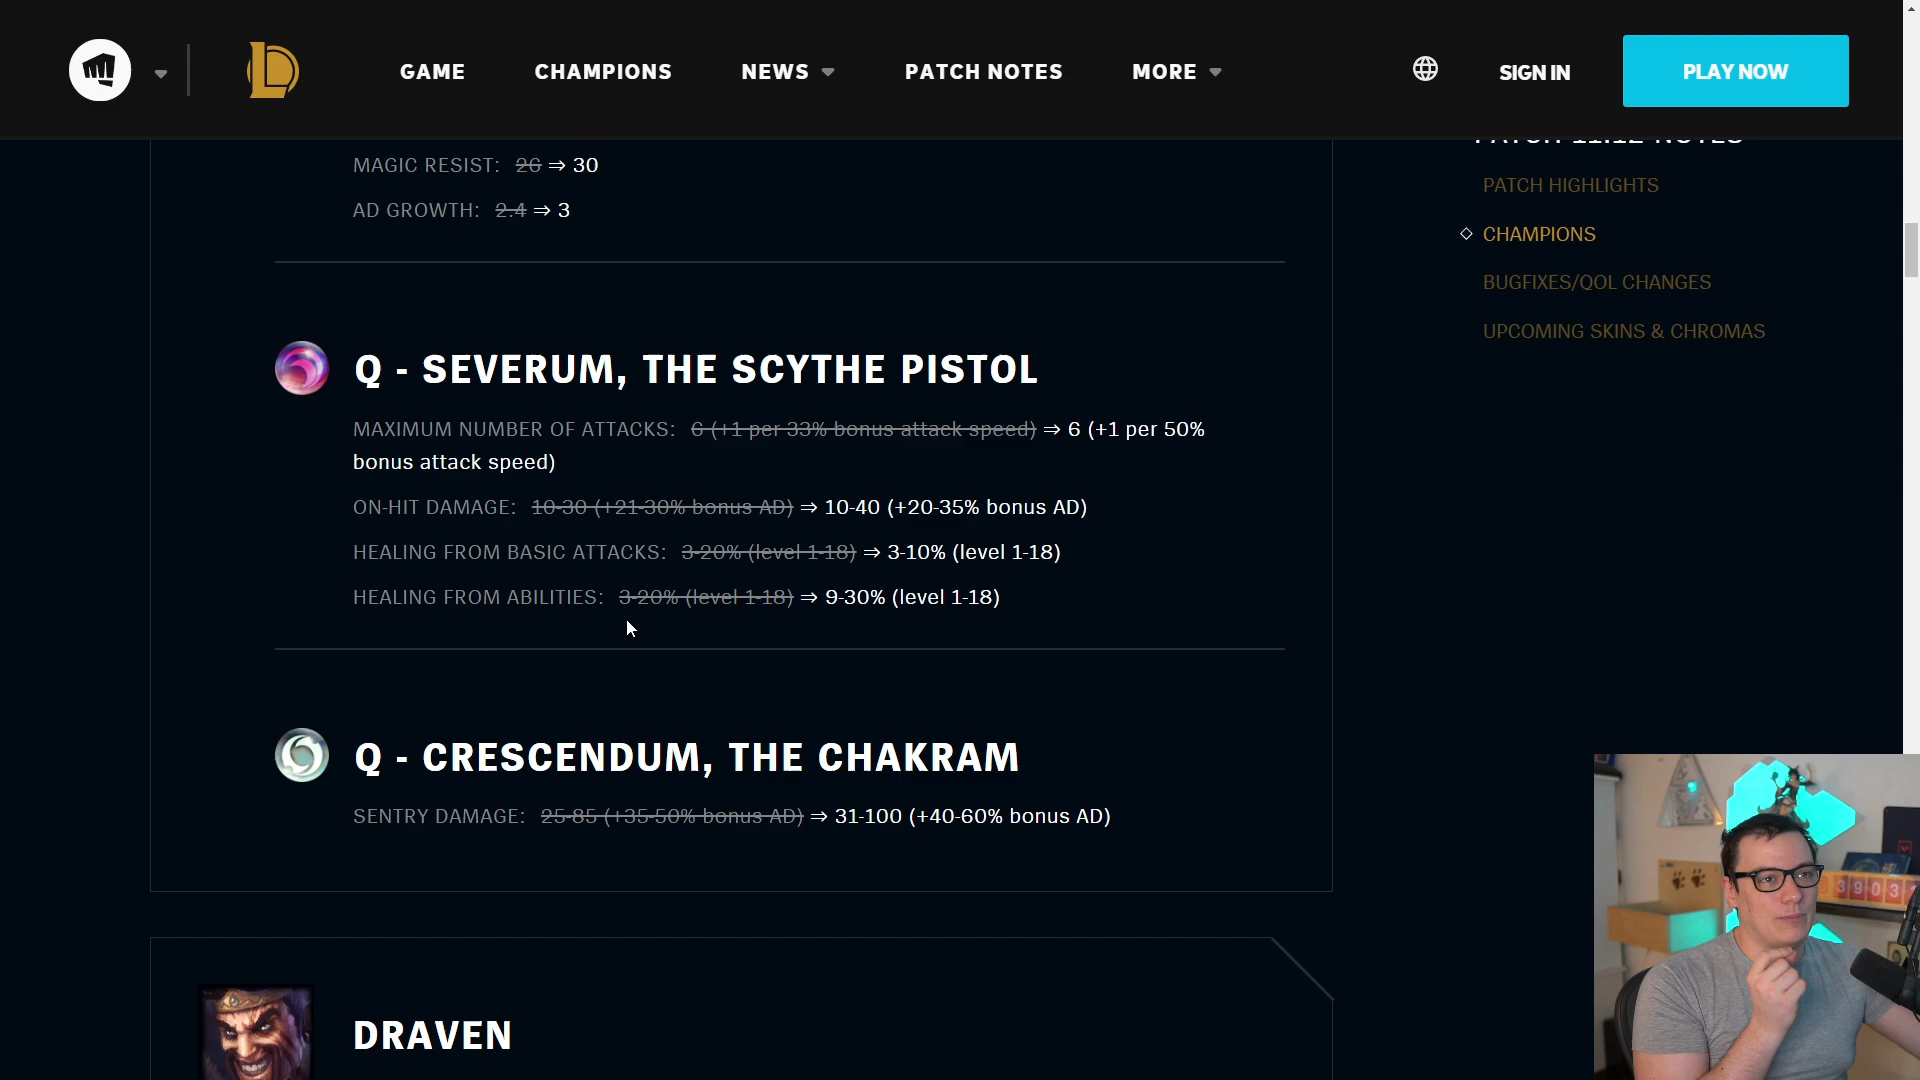 GAME
CHAMPIONS
NEWS
PATCH NOTES
MORE
SIGN IN
PLAY NOW
MAGIC RESIST: 26 ⇒ 30
AD GROWTH: 2.4 ⇒ 3
Q - SEVERUM, THE SCYTHE PISTOL
MAXIMUM NUMBER OF ATTACKS: 6 (+1 per 33% bonus attack speed) ⇒ 6 (+1 per 50%
bonus attack speed)
ON-HIT DAMAGE: 10-30 (+21-30% bonus AD) ⇒ 10-40 (+20-35% bonus AD)
HEALING FROM BASIC ATTACKS: 3-20% (level 1-18) ⇒ 3-10% (level 1-18)
HEALING FROM ABILITIES: 3-20% (level 1-18) ⇒ 9-30% (level 1-18)
Q - CRESCENDUM, THE CHAKRAM
SENTRY DAMAGE: 25-85 (+35-50% bonus AD) ⇒ 31-100 (+40-60% bonus AD)
DRAVEN
PATCH 11.12 NOTES
PATCH HIGHLIGHTS
CHAMPIONS
BUGFIXES/QOL CHANGES
UPCOMING SKINS & CHROMAS